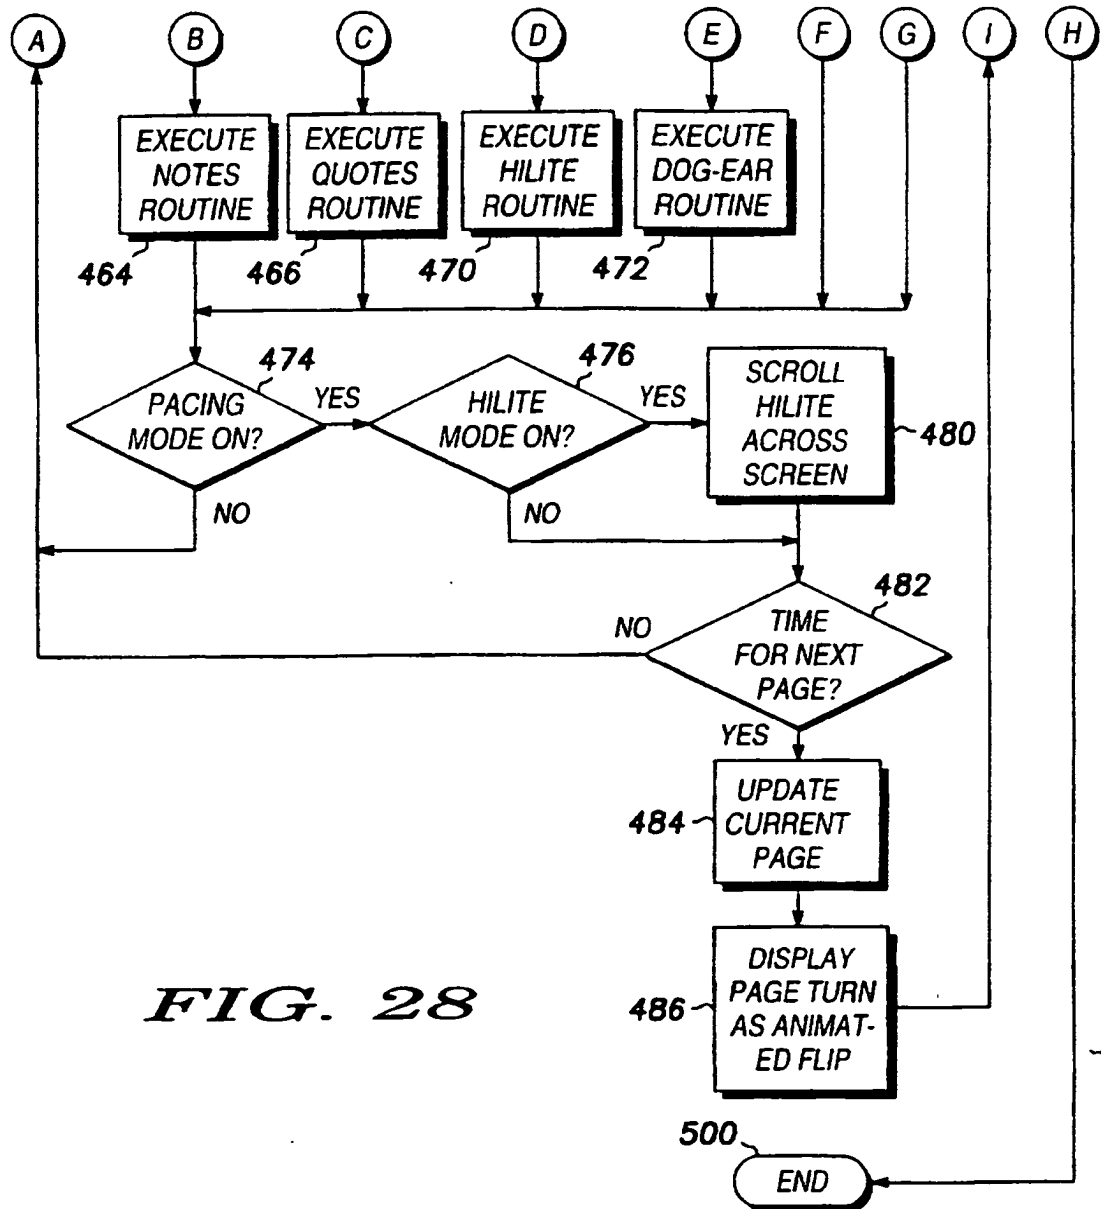 A B C D E F G I H
EXECUTE
NOTES
ROUTINE
464
EXECUTE
QUOTES
ROUTINE
466
EXECUTE
HILITE
ROUTINE
470
EXECUTE
DOG-EAR
ROUTINE
472
PACING
MODE ON?
474
YES
NO
HILITE
MODE ON?
476
YES
NO
SCROLL
HILITE
ACROSS
SCREEN
480
TIME
FOR NEXT
PAGE?
482
NO
YES
UPDATE
CURRENT
PAGE
484
DISPLAY
PAGE TURN
AS ANIMAT-
ED FLIP
486
FIG. 28
500
END